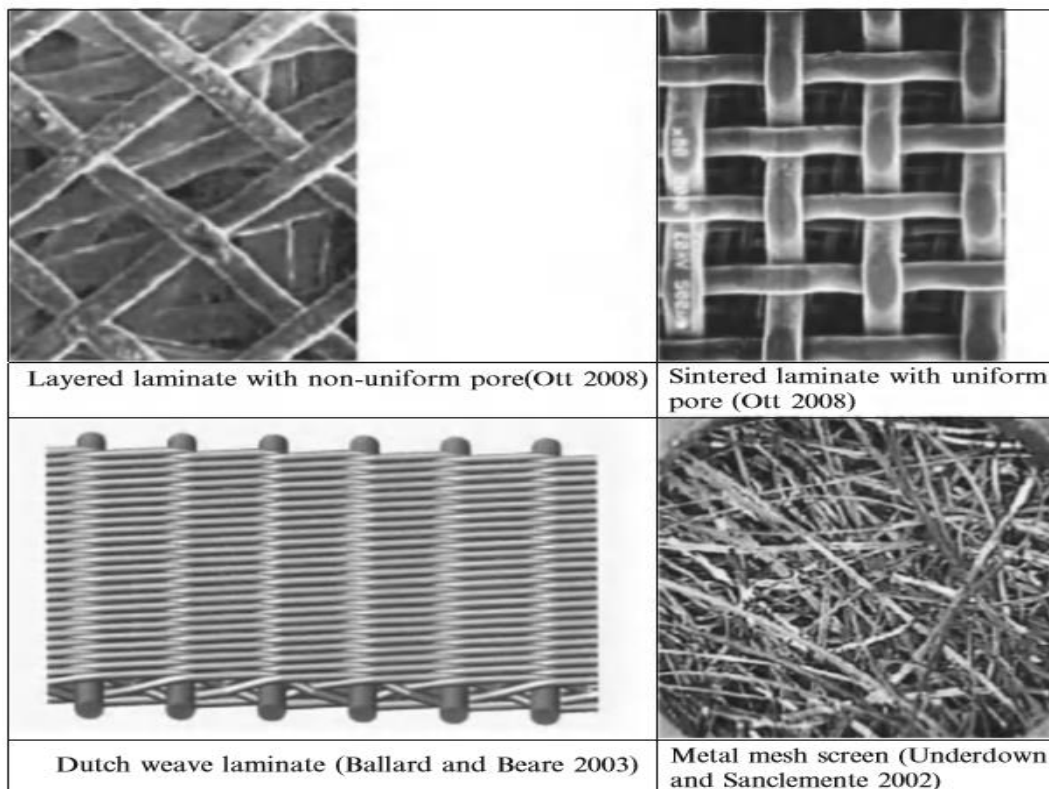 Layered laminate with non-uniform pore(Ott 2008)
Sintered laminate with uniform
pore (Ott 2008)
Dutch weave laminate (Ballard and Beare 2003)
Metal mesh screen (Underdown
and Sanclemente 2002)